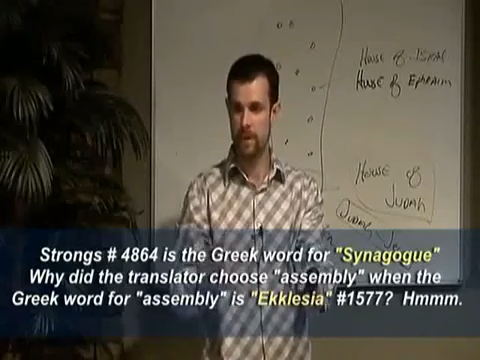 House of Israel
House of Ephraim
House of
Judah
Strongs # 4864 is the Greek word for "Synagogue"
Why did the translator choose "assembly" when the
Greek word for "assembly" is "Ekklesia" #1577? Hmmm.